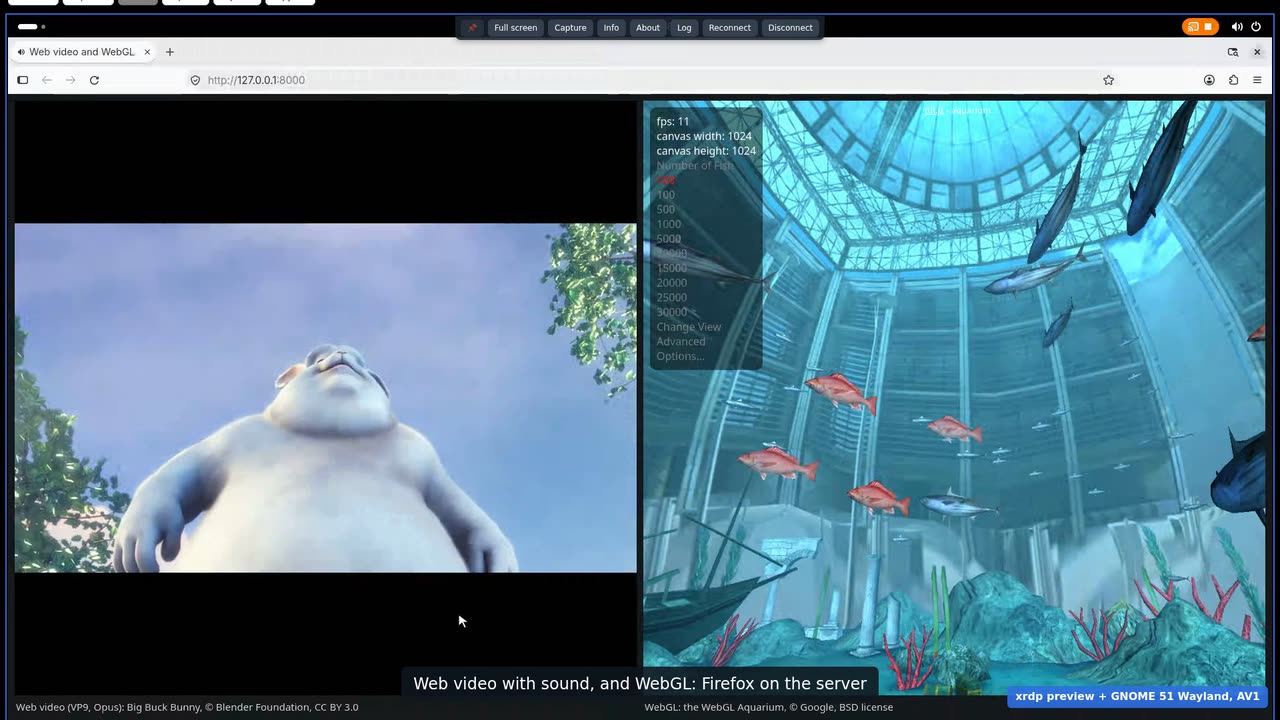 Full screen
Capture
Info
About
Log
Reconnect
Disconnect
Web video and WebGL
http://127.0.0.1:8000
fps: 11
canvas width: 1024
canvas height: 1024
Number of Fish
100
500
1000
5000
10000
15000
20000
25000
30000
Change View
Advanced
Options...
Web video with sound, and WebGL: Firefox on the server
xrdp preview + GNOME 51 Wayland, AV1
Web video (VP9, Opus): Big Buck Bunny, © Blender Foundation, CC BY 3.0
WebGL: the WebGL Aquarium, © Google, BSD license